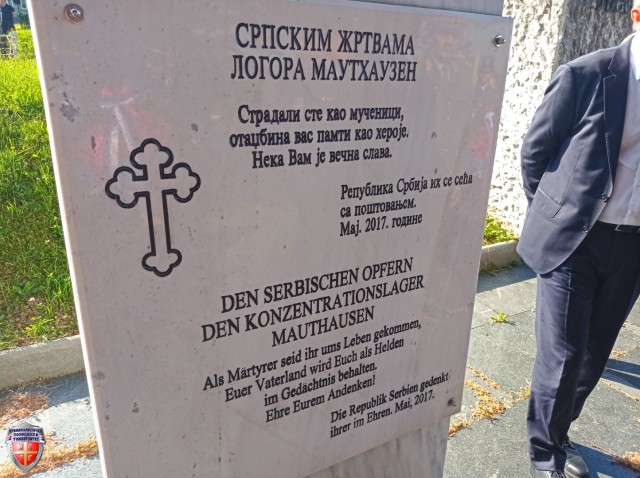 СРПСКИМ ЖРТВАМА
ЛОГОРА МАУТХАУЗЕН
Страдали сте као мученици,
отаџбина вас памти као хероје.
Нека Вам је вечна слава.
Република Србија их се сећа
са поштовањем.
Мај. 2017. године
DEN SERBISCHEN OPFERN
DEN KONZENTRATIONSLAGER
MAUTHAUSEN
Als Märtyrer seid ihr ums Leben gekommen,
Euer Vaterland wird Euch als Helden
im Gedächtnis behalten.
Ehre Eurem Andenken!
Die Republik Serbien gedenkt
ihrer im Ehren. Mai, 2017.